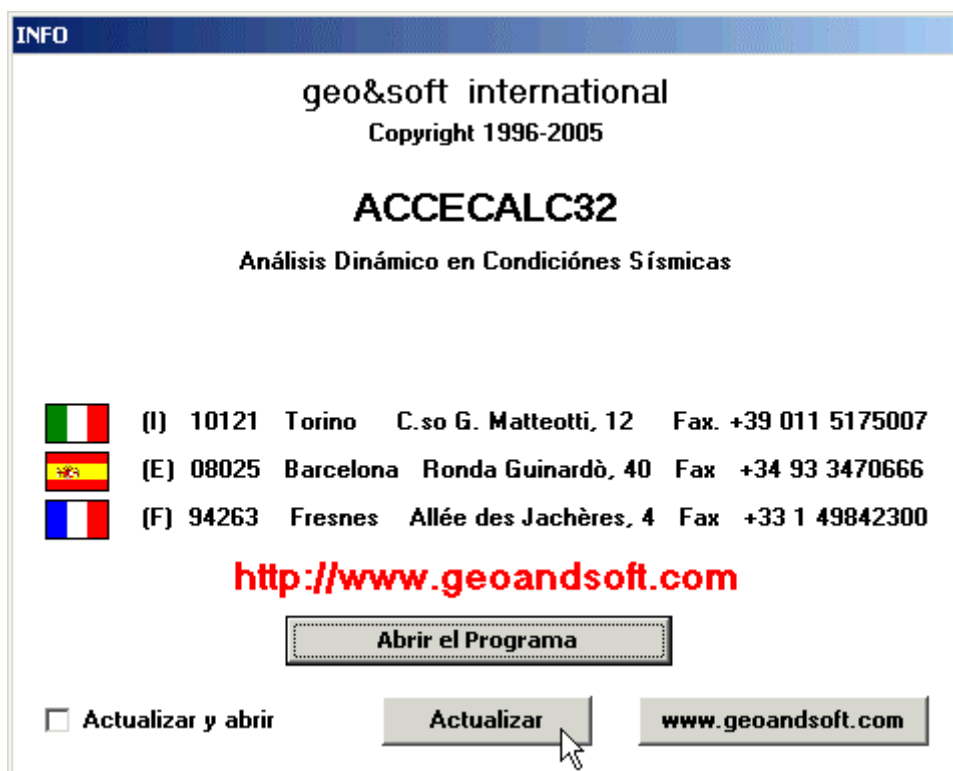 INFO
geo&soft international
Copyright 1996-2005
ACCECALC32
Análisis Dinámico en Condiciónes Sísmicas
(I) 10121 Torino C.so G. Matteotti, 12 Fax. +39 011 5175007
(E) 08025 Barcelona Ronda Guinardò, 40 Fax +34 93 3470666
(F) 94263 Fresnes Allée des Jachères, 4 Fax +33 1 49842300
http://www.geoandsoft.com
Abrir el Programa
Actualizar y abrir Actualizar www.geoandsoft.com